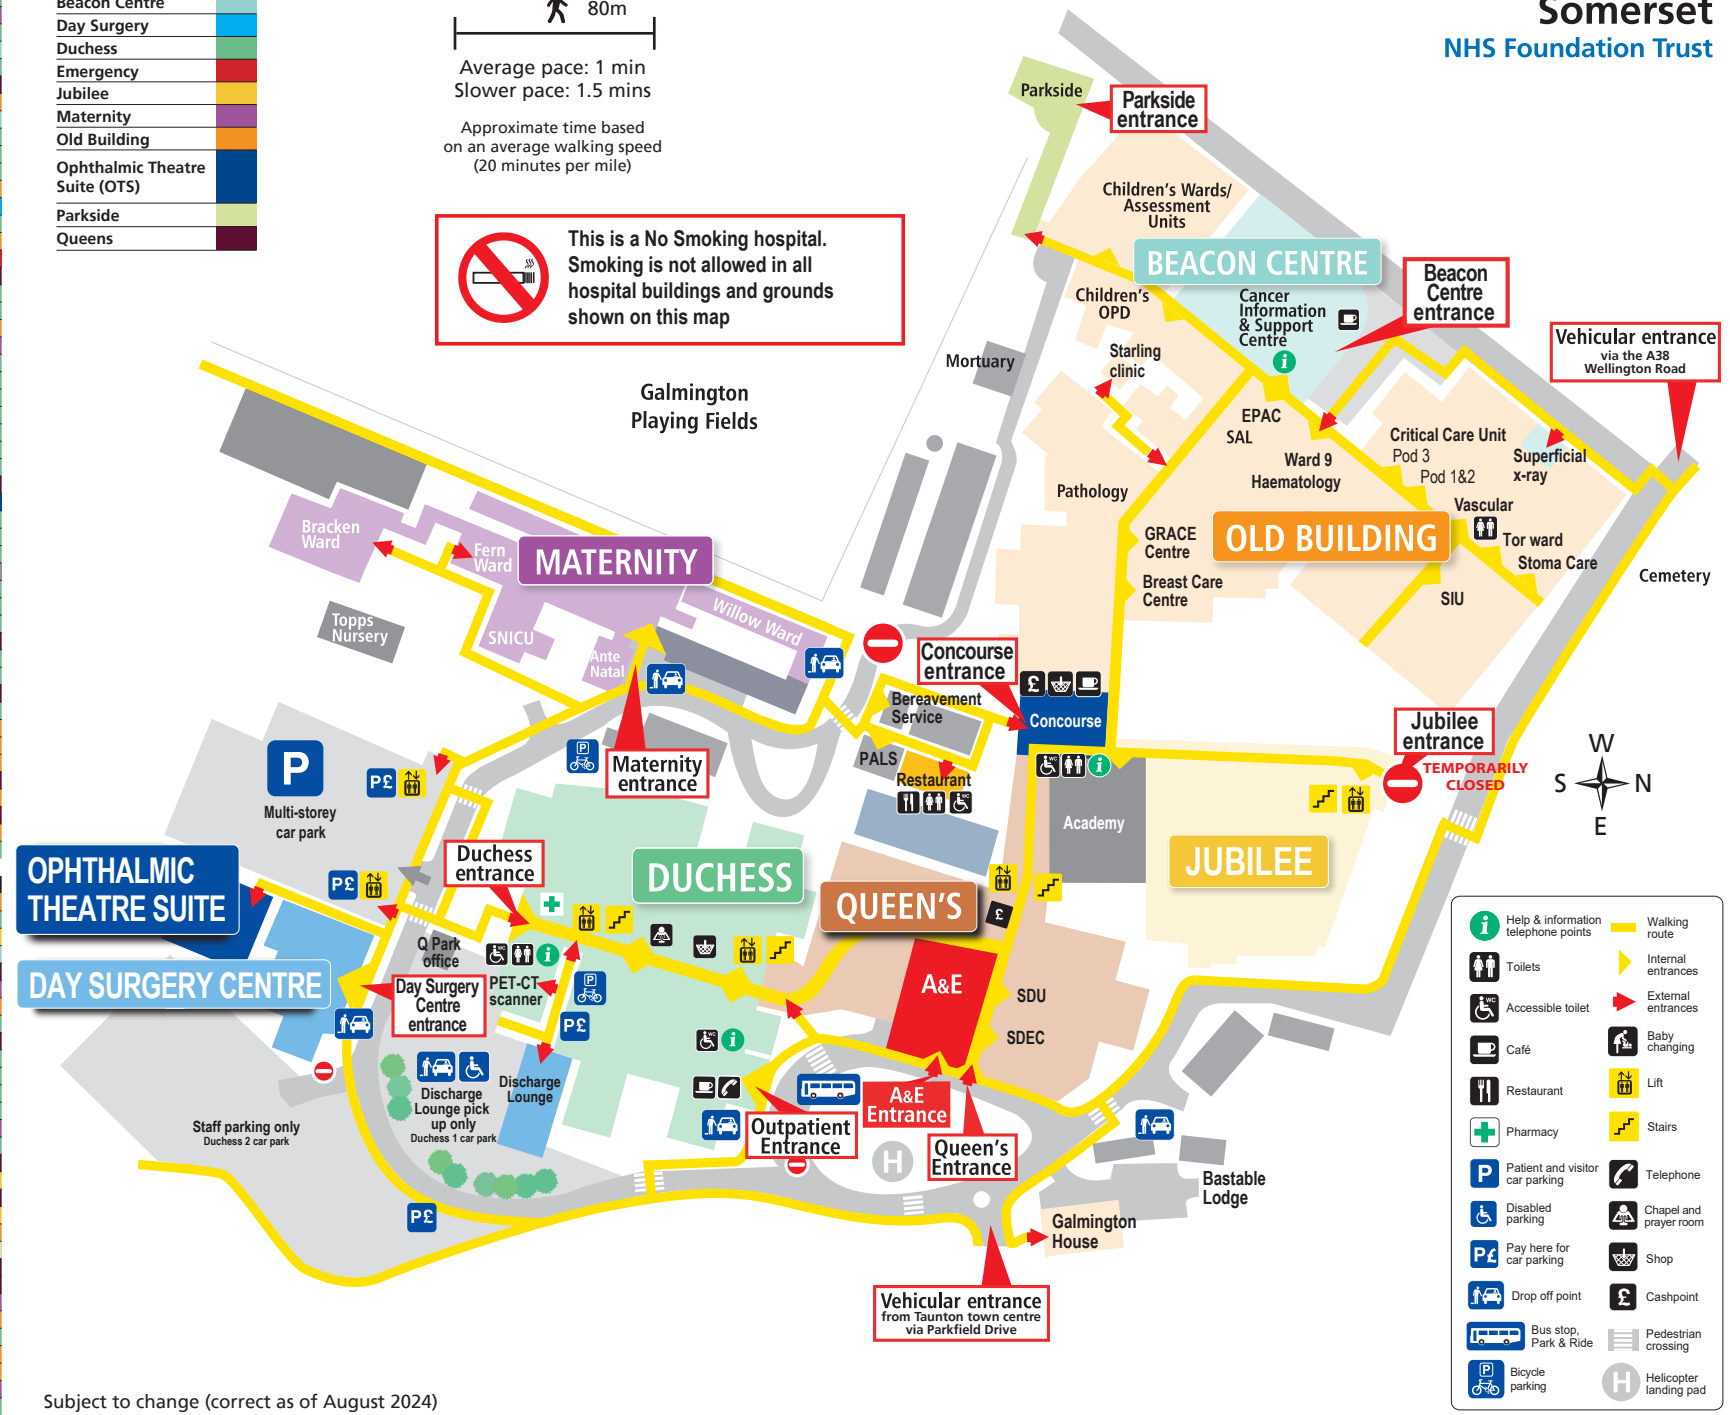 Beacon Centre
Day Surgery
Duchess
Emergency
Jubilee
Maternity
Old Building
Ophthalmic Theatre
Suite (OTS)
Parkside
Queens
80m
Average pace: 1 min
Slower pace: 1.5 mins
Approximate time based
on an average walking speed
(20 minutes per mile)
Somerset
NHS Foundation Trust
This is a No Smoking hospital.
Smoking is not allowed in all
hospital buildings and grounds
shown on this map
Parkside
Parkside
entrance
Children's Wards/
Assessment
Units
BEACON CENTRE
Beacon
Centre
entrance
Children's
OPD
Cancer
Information
& Support
Centre
i
Vehicular entrance
via the A38
Wellington Road
Starling
clinic
Mortuary
Galmington
Playing Fields
EPAC
SAL
Ward 9
Haematology
Critical Care Unit
Pod 3
Pod 1&2
Superficial
x-ray
Pathology
Vascular
Tor ward
Stoma Care
OLD BUILDING
GRACE
Centre
Breast Care
Centre
SIU
Cemetery
Bracken
Ward
Fern
Ward
MATERNITY
Topps
Nursery
SNICU
Willow Ward
Ante
Natal
Concourse
entrance
£
Bereavement
Service
Concourse
Jubilee
entrance
TEMPORARILY
CLOSED
W
S
N
E
P
Multi-storey
car park
P£
P
Maternity
entrance
PALS
Restaurant
WC
WC
i
Academy
JUBILEE
OPHTHALMIC
THEATRE SUITE
P£
Duchess
entrance
DUCHESS
QUEEN'S
£
Q Park
office
WC
i
DAY SURGERY CENTRE
Day Surgery
Centre
entrance
PET-CT
scanner
P
P£
A&E
SDU
SDEC
WC
i
Discharge
Lounge pick
up only
Duchess 1 car park
Discharge
Lounge
A&E
Entrance
Outpatient
Entrance
H
Queen's
Entrance
Staff parking only
Duchess 2 car park
P£
Bastable
Lodge
Galmington
House
Vehicular entrance
from Taunton town centre
via Parkfield Drive
i
Help & information
telephone points
Walking
route
Toilets
Internal
entrances
WC
Accessible toilet
External
entrances
Café
Baby
changing
Restaurant
Lift
Pharmacy
Stairs
P
Patient and visitor
car parking
Telephone
Disabled
parking
Chapel and
prayer room
P£
Pay here for
car parking
Shop
Drop off point
£
Cashpoint
Bus stop,
Park & Ride
Pedestrian
crossing
P
Bicycle
parking
H
Helicopter
landing pad
Subject to change (correct as of August 2024)